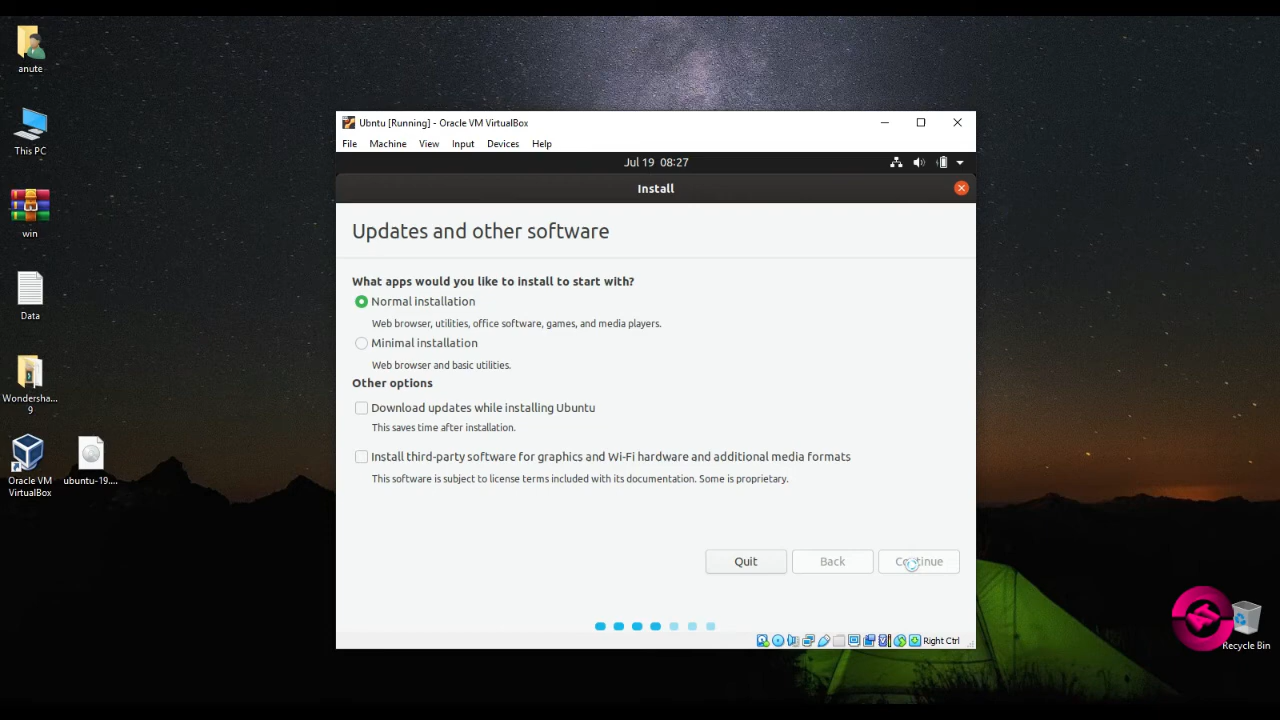 anute
This PC
win
Data
Wondersha...
9
Oracle VM
VirtualBox
ubuntu-19....
Ubntu [Running] - Oracle VM VirtualBox
File Machine View Input Devices Help
Jul 19 08:27
Install
Updates and other software
What apps would you like to install to start with?
Normal installation
Web browser, utilities, office software, games, and media players.
Minimal installation
Web browser and basic utilities.
Other options
Download updates while installing Ubuntu
This saves time after installation.
Install third-party software for graphics and Wi-Fi hardware and additional media formats
This software is subject to license terms included with its documentation. Some is proprietary.
Quit Back Continue
Right Ctrl
Recycle Bin